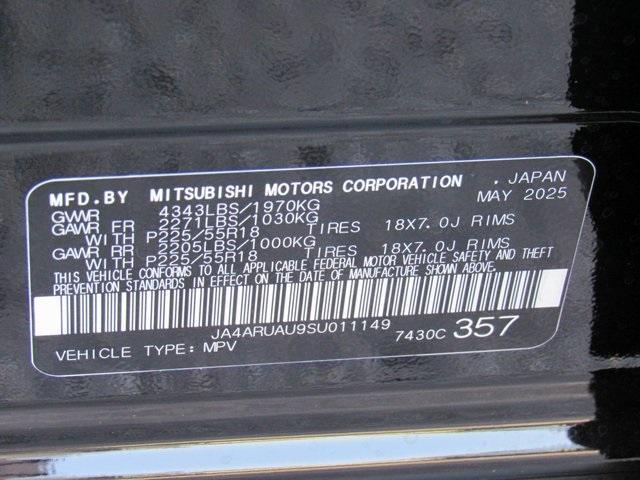 MFD.BY MITSUBISHI MOTORS CORPORATION . JAPAN
GVWR 4343LBS/1970KG MAY 2025
GAWR FR 2271LBS/1030KG
WITH P225/55R18 TIRES 18X7.0J RIMS
GAWR RR 2205LBS/1000KG
WITH P225/55R18 TIRES 18X7.0J RIMS
THIS VEHICLE CONFORMS TO ALL APPLICABLE FEDERAL MOTOR VEHICLE SAFETY AND THEFT
PREVENTION STANDARDS IN EFFECT ON THE DATE OF MANUFACTURE SHOWN ABOVE.
JA4ARUAU9SU011149
VEHICLE TYPE: MPV 7430C 357